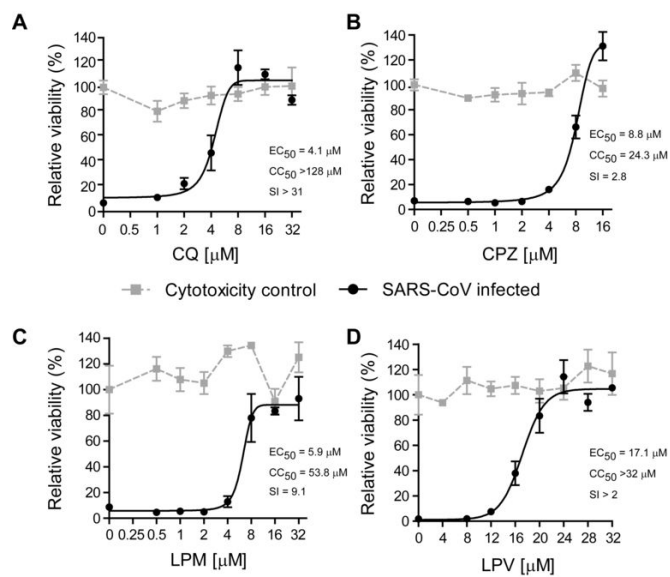 A
Relative viability (%)
140
120
100
80
60
40
20
0
EC50 = 4.1 μM
CC50 >128 μM
SI > 31
0 0.5 1 2 4 8 16 32
CQ [μM]
B
Relative viability (%)
140
120
100
80
60
40
20
0
EC50 = 8.8 μM
CC50 = 24.3 μM
SI = 2.8
0 0.25 0.5 1 2 4 8 16
CPZ [μM]
Cytotoxicity control SARS-CoV infected
C
Relative viability (%)
140
120
100
80
60
40
20
0
EC50 = 5.9 μM
CC50 = 53.8 μM
SI = 9.1
0 0.25 0.5 1 2 4 8 16 32
LPM [μM]
D
Relative viability (%)
140
120
100
80
60
40
20
0
EC50 = 17.1 μM
CC50 >32 μM
SI > 2
0 4 8 12 16 20 24 28 32
LPV [μM]